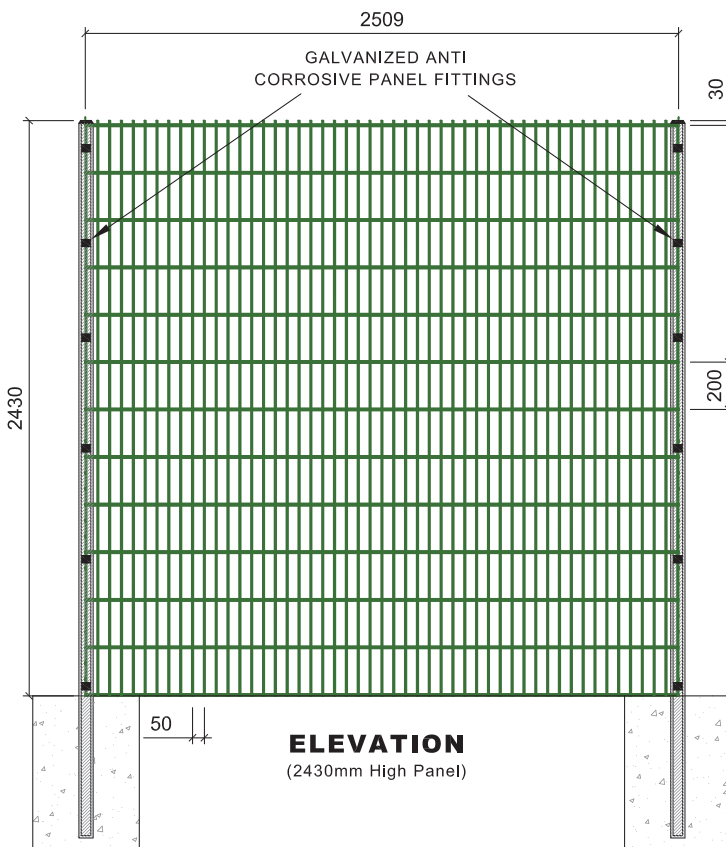 2509
GALVANIZED ANTI
CORROSIVE PANEL FITTINGS
30
2430
200
50
ELEVATION
(2430mm High Panel)